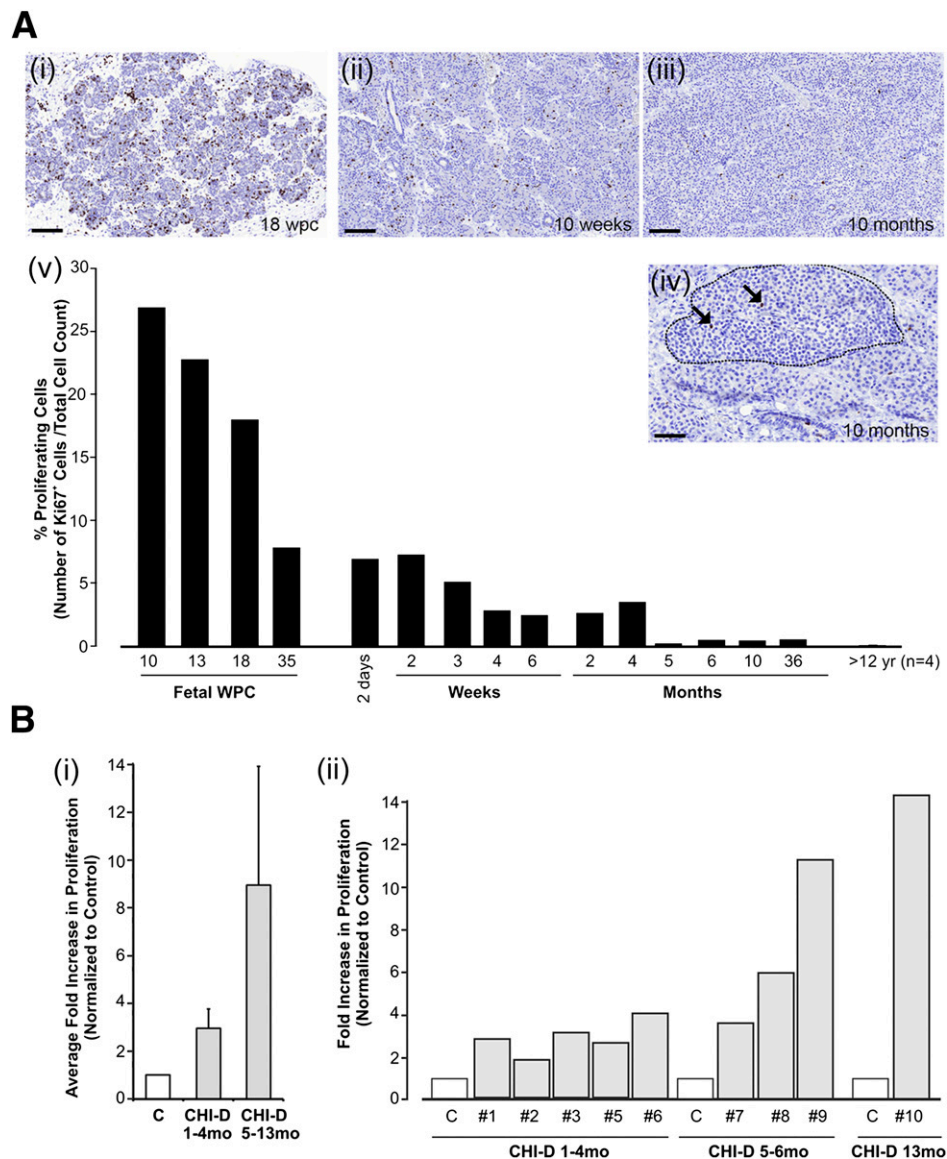 A
(i)
18 wpc
(ii)
10 weeks
(iii)
10 months
(iv)
10 months
(v)
% Proliferating Cells
(Number of Ki67+ Cells /Total Cell Count)
30
25
20
15
10
5
0
10 13 18 35 2 days 2 3 4 6 2 4 5 6 10 36 >12 yr (n=4)
Fetal WPC Weeks Months
B
(i)
Average Fold Increase in Proliferation
(Normalized to Control)
14
12
10
8
6
4
2
0
C CHI-D CHI-D
1-4mo 5-13mo
(ii)
Fold Increase in Proliferation
(Normalized to Control)
14
12
10
8
6
4
2
0
C #1 #2 #3 #5 #6 C #7 #8 #9 C #10
CHI-D 1-4mo CHI-D 5-6mo CHI-D 13mo